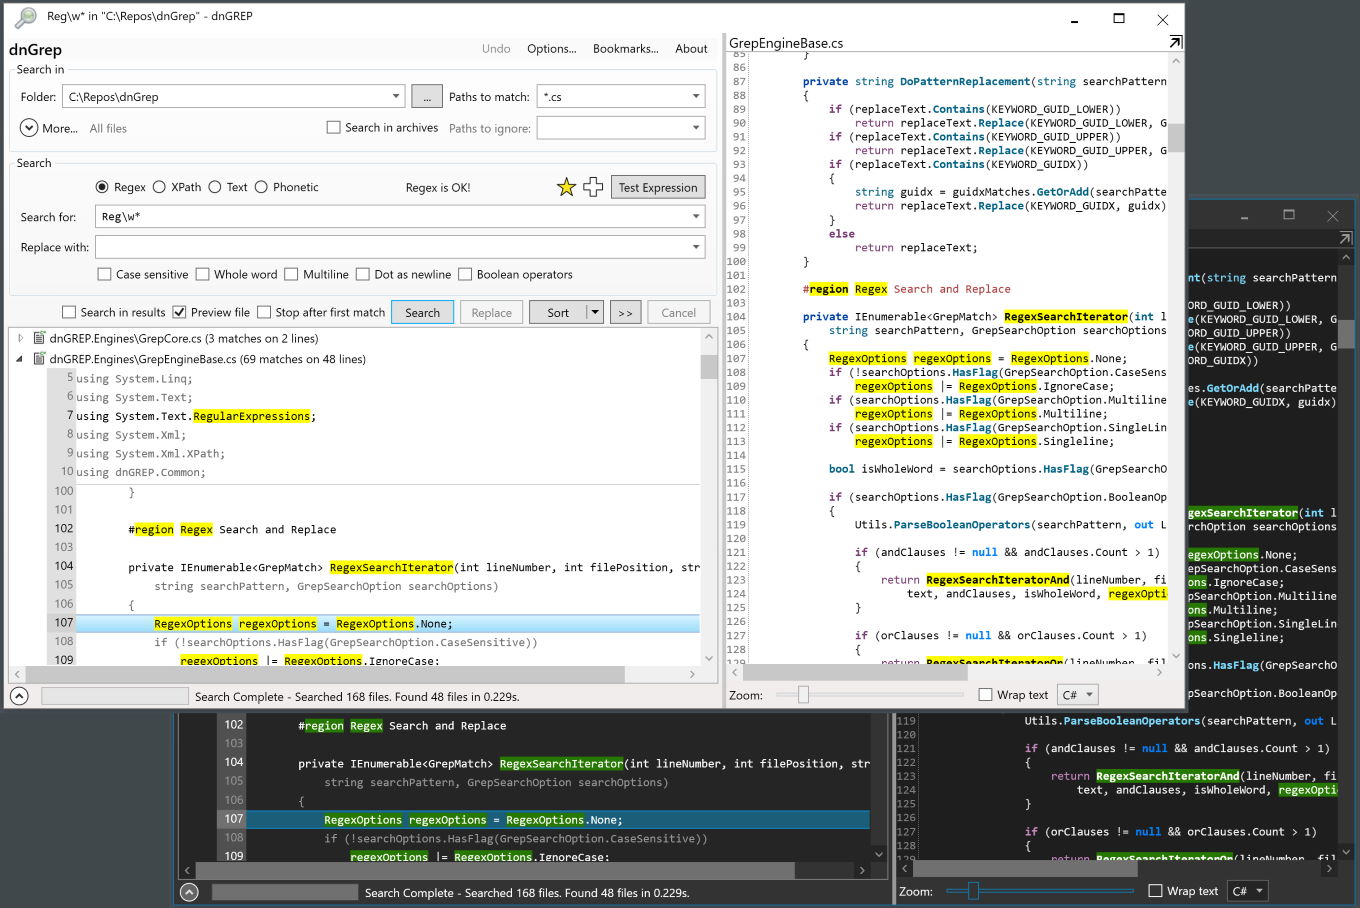 Reg\w* in "C:\Repos\dnGrep" - dnGREP
dnGrep
Undo Options... Bookmarks... About
Search in
Folder: C:\Repos\dnGrep ... Paths to match: *.cs
More... All files Search in archives Paths to ignore:
Search
Regex XPath Text Phonetic Regex is OK! Test Expression
Search for: Reg\w*
Replace with:
Case sensitive Whole word Multiline Dot as newline Boolean operators
Search in results Preview file Stop after first match Search Replace Sort >> Cancel
dnGREP.Engines\GrepCore.cs (3 matches on 2 lines)
dnGREP.Engines\GrepEngineBase.cs (69 matches on 48 lines)
5 using System.Linq;
6 using System.Text;
7 using System.Text.RegularExpressions;
8 using System.Xml;
9 using System.Xml.XPath;
10 using dnGREP.Common;
100 }
101
102 #region Regex Search and Replace
103
104 private IEnumerable<GrepMatch> RegexSearchIterator(int lineNumber, int filePosition, str
105 string searchPattern, GrepSearchOption searchOptions)
106 {
107 RegexOptions regexOptions = RegexOptions.None;
108 if (!searchOptions.HasFlag(GrepSearchOption.CaseSensitive))
109 regexOptions |= RegexOptions.IgnoreCase;
Search Complete - Searched 168 files. Found 48 files in 0.229s.
GrepEngineBase.cs
85 }
86
87 private string DoPatternReplacement(string searchPattern
88 {
89 if (replaceText.Contains(KEYWORD_GUID_LOWER))
90 return replaceText.Replace(KEYWORD_GUID_LOWER, G
91 if (replaceText.Contains(KEYWORD_GUID_UPPER))
92 return replaceText.Replace(KEYWORD_GUID_UPPER, G
93 if (replaceText.Contains(KEYWORD_GUIDX))
94 {
95 string guidx = guidxMatches.GetOrAdd(searchPatte
96 return replaceText.Replace(KEYWORD_GUIDX, guidx)
97 }
98 else
99 return replaceText;
100 }
101
102 #region Regex Search and Replace
103
104 private IEnumerable<GrepMatch> RegexSearchIterator(int l
105 string searchPattern, GrepSearchOption searchOptions
106 {
107 RegexOptions regexOptions = RegexOptions.None;
108 if (!searchOptions.HasFlag(GrepSearchOption.CaseSens
109 regexOptions |= RegexOptions.IgnoreCase;
110 if (searchOptions.HasFlag(GrepSearchOption.Multiline
111 regexOptions |= RegexOptions.Multiline;
112 if (searchOptions.HasFlag(GrepSearchOption.SingleLin
113 regexOptions |= RegexOptions.Singleline;
114
115 bool isWholeWord = searchOptions.HasFlag(GrepSearchO
116
117 if (searchOptions.HasFlag(GrepSearchOption.BooleanOp
118 {
119 Utils.ParseBooleanOperators(searchPattern, out L
120
121 if (andClauses != null && andClauses.Count > 1)
122 {
123 return RegexSearchIteratorAnd(lineNumber, fi
124 text, andClauses, isWholeWord, regexOptio
125 }
126
127 if (orClauses != null && orClauses.Count > 1)
128 {
129 return RegexSearchIteratorOr(lineNumber, fil
Zoom: Wrap text C#
nt(string searchPattern
ORD_GUID_LOWER))
e(KEYWORD_GUID_LOWER, G
ORD_GUID_UPPER))
e(KEYWORD_GUID_UPPER, G
ORD_GUIDX))
es.GetOrAdd(searchPatte
e(KEYWORD_GUIDX, guidx)
gexSearchIterator(int l
rchOption searchOptions
egexOptions.None;
pSearchOption.CaseSens
ons.IgnoreCase;
pSearchOption.Multiline
ons.Multiline;
pSearchOption.SingleLin
ons.Singleline;
ns.HasFlag(GrepSearchO
pSearchOption.BooleanOp
102 #region Regex Search and Replace
103
104 private IEnumerable<GrepMatch> RegexSearchIterator(int lineNumber, int filePosition, str
105 string searchPattern, GrepSearchOption searchOptions)
106 {
107 RegexOptions regexOptions = RegexOptions.None;
108 if (!searchOptions.HasFlag(GrepSearchOption.CaseSensitive))
109 regexOptions |= RegexOptions.IgnoreCase;
Search Complete - Searched 168 files. Found 48 files in 0.229s.
119 Utils.ParseBooleanOperators(searchPattern, out L
120
121 if (andClauses != null && andClauses.Count > 1)
122 {
123 return RegexSearchIteratorAnd(lineNumber, fi
124 text, andClauses, isWholeWord, regexOptio
125 }
126
127 if (orClauses != null && orClauses.Count > 1)
128 {
129 return RegexSearchIteratorOr(lineNumber, fil
Zoom: Wrap text C#